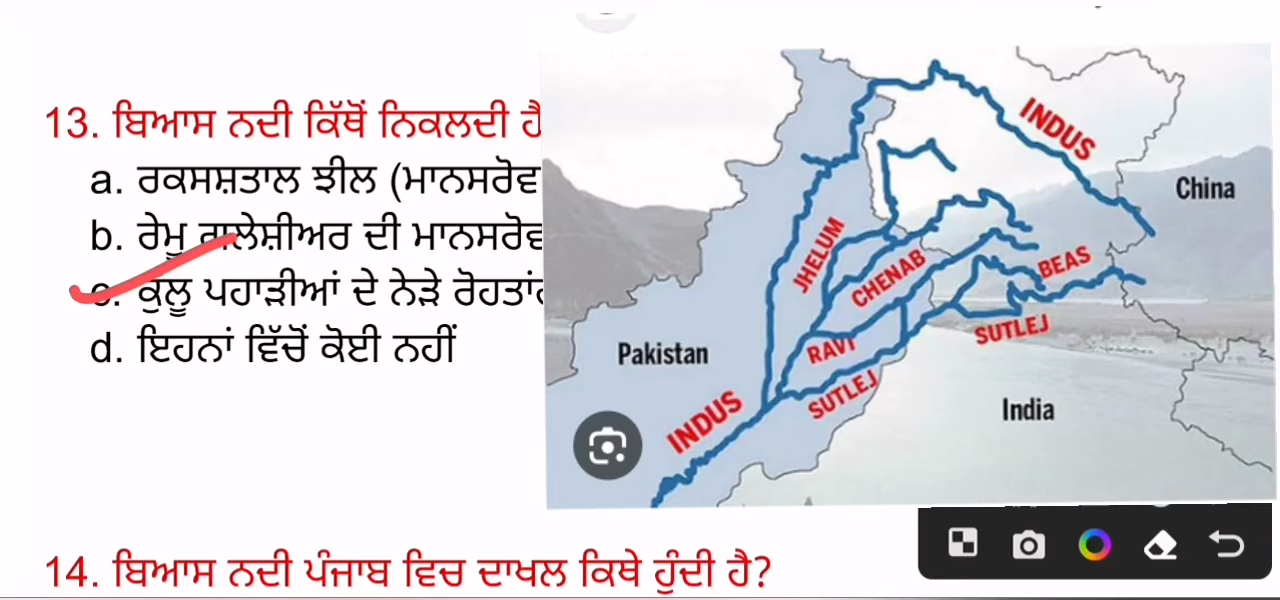 13. ਬਿਆਸ ਨਦੀ ਕਿੱਥੋਂ ਨਿਕਲਦੀ ਹੈ
a. ਰਕਸਸ਼ਤਾਲ ਝੀਲ (ਮਾਨਸਰੋਵ
b. ਰੇਮੂ ਗਲੇਸ਼ੀਅਰ ਦੀ ਮਾਨਸਰੋਵ
c. ਕੁਲੂ ਪਹਾੜੀਆਂ ਦੇ ਨੇੜੇ ਰੋਹਤਾਂ
d. ਇਹਨਾਂ ਵਿੱਚੋਂ ਕੋਈ ਨਹੀਂ
INDUS
China
JHELUM
CHENAB
BEAS
Pakistan
RAVI
SUTLEJ
SUTLEJ
INDUS
India
14. ਬਿਆਸ ਨਦੀ ਪੰਜਾਬ ਵਿਚ ਦਾਖਲ ਕਿਥੇ ਹੁੰਦੀ ਹੈ?